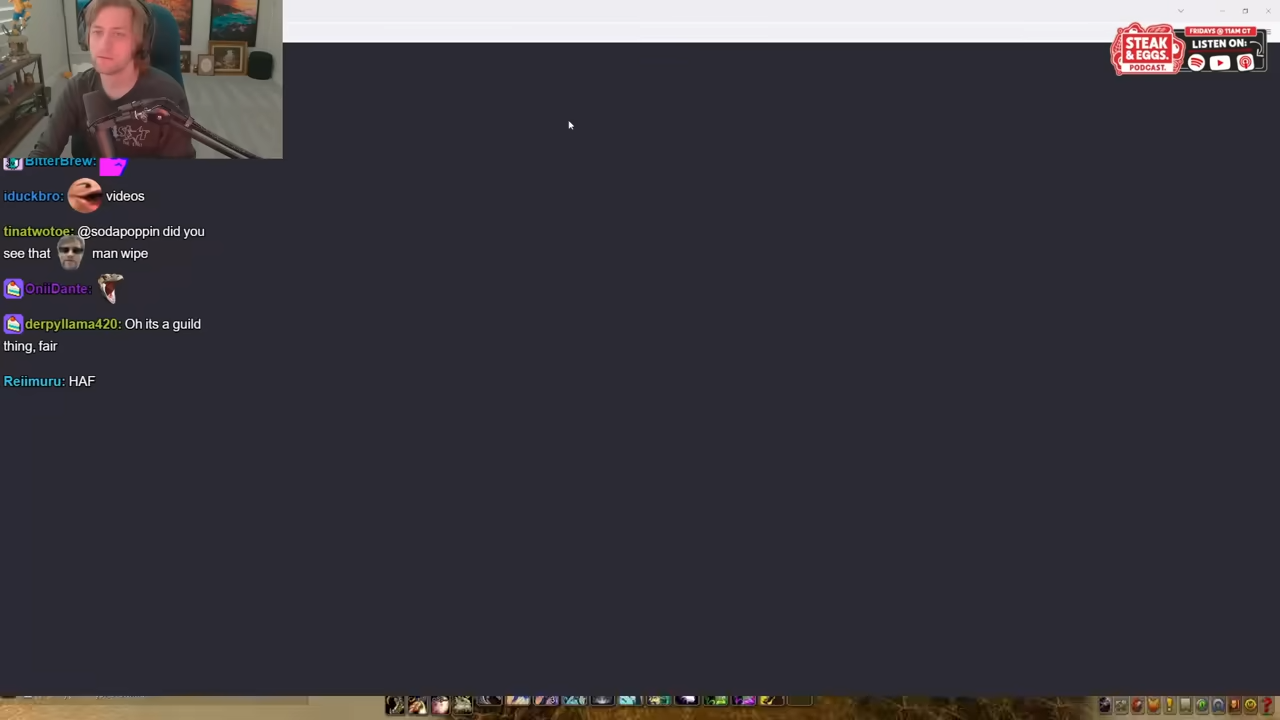 STEAK
& EGGS.
PODCAST.
FRIDAYS @ 11AM CT
LISTEN ON:
BitterBrew:
iduckbro: videos
tinatwotoe: @sodapoppin did you
see that man wipe
OniiDante:
derpyllama420: Oh its a guild
thing, fair
Reiimuru: HAF